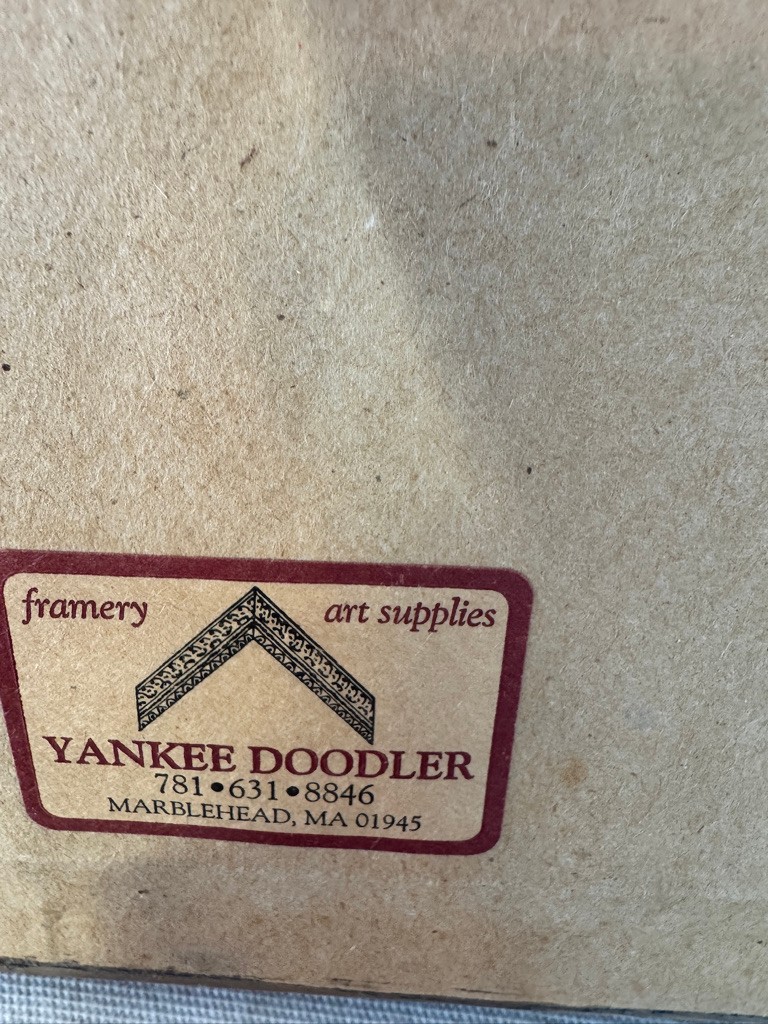 framery art supplies
YANKEE DOODLER
781•631•8846
MARBLEHEAD, MA 01945